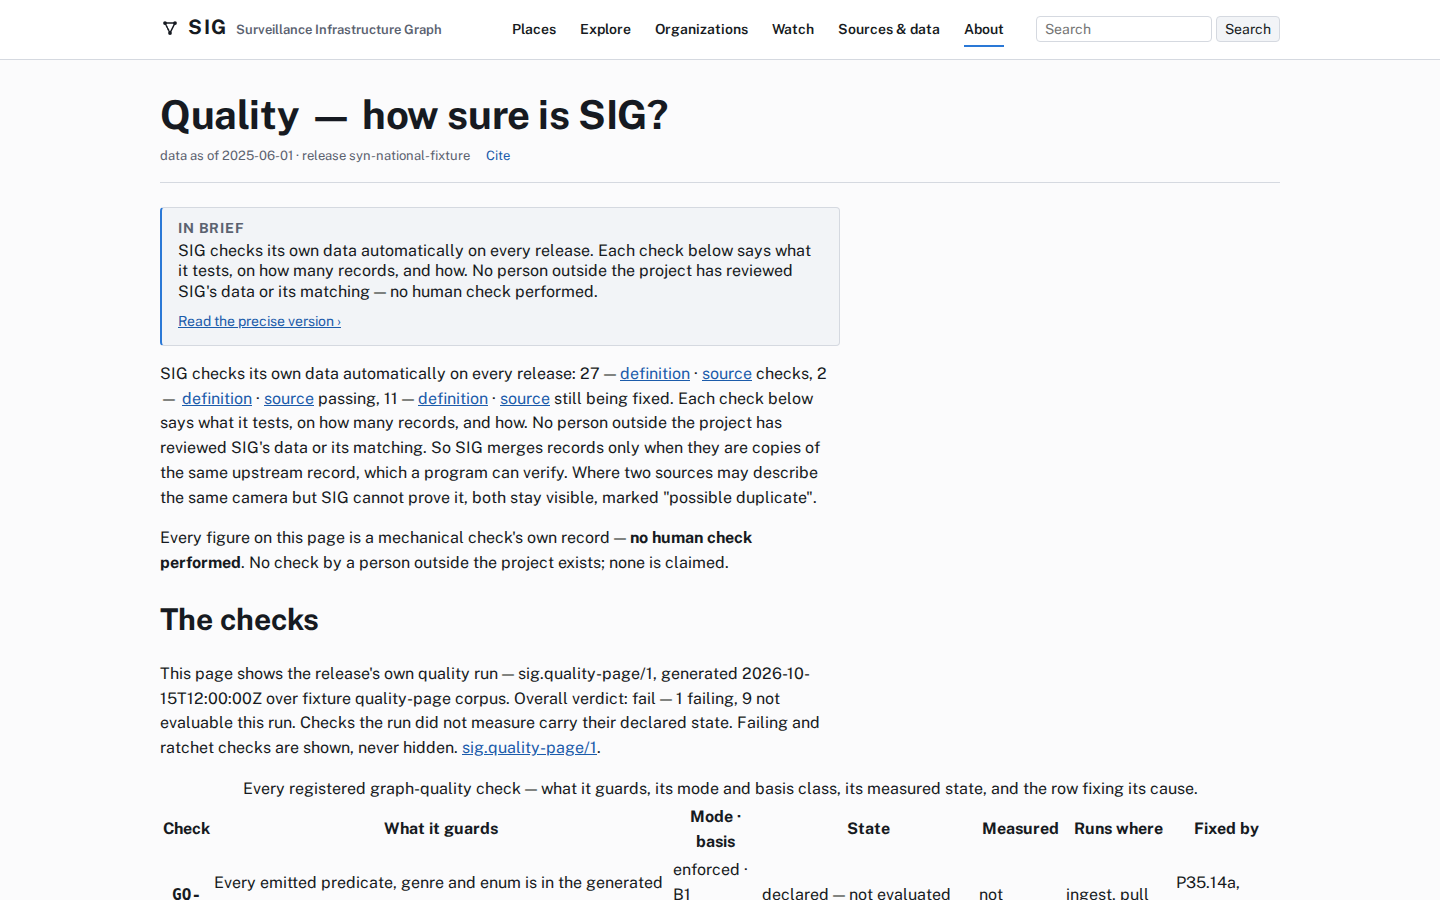 SIG Surveillance Infrastructure Graph Places Explore Organizations Watch Sources & data About Search Search
Quality — how sure is SIG?
data as of 2025-06-01 · release syn-national-fixture Cite
IN BRIEF
SIG checks its own data automatically on every release. Each check below says what
it tests, on how many records, and how. No person outside the project has reviewed
SIG's data or its matching — no human check performed.
Read the precise version ›
SIG checks its own data automatically on every release: 27 — definition · source checks, 2
— definition · source passing, 11 — definition · source still being fixed. Each check below
says what it tests, on how many records, and how. No person outside the project has
reviewed SIG's data or its matching. So SIG merges records only when they are copies of
the same upstream record, which a program can verify. Where two sources may describe
the same camera but SIG cannot prove it, both stay visible, marked "possible duplicate".
Every figure on this page is a mechanical check's own record — no human check
performed. No check by a person outside the project exists; none is claimed.
The checks
This page shows the release's own quality run — sig.quality-page/1, generated 2026-10-
15T12:00:00Z over fixture quality-page corpus. Overall verdict: fail — 1 failing, 9 not
evaluable this run. Checks the run did not measure carry their declared state. Failing and
ratchet checks are shown, never hidden. sig.quality-page/1.
Every registered graph-quality check — what it guards, its mode and basis class, its measured state, and the row fixing its cause.
Check What it guards Mode · basis State Measured Runs where Fixed by
GQ- Every emitted predicate, genre and enum is in the generated enforced · B1 declared — not evaluated not ingest, pull P35.14a,